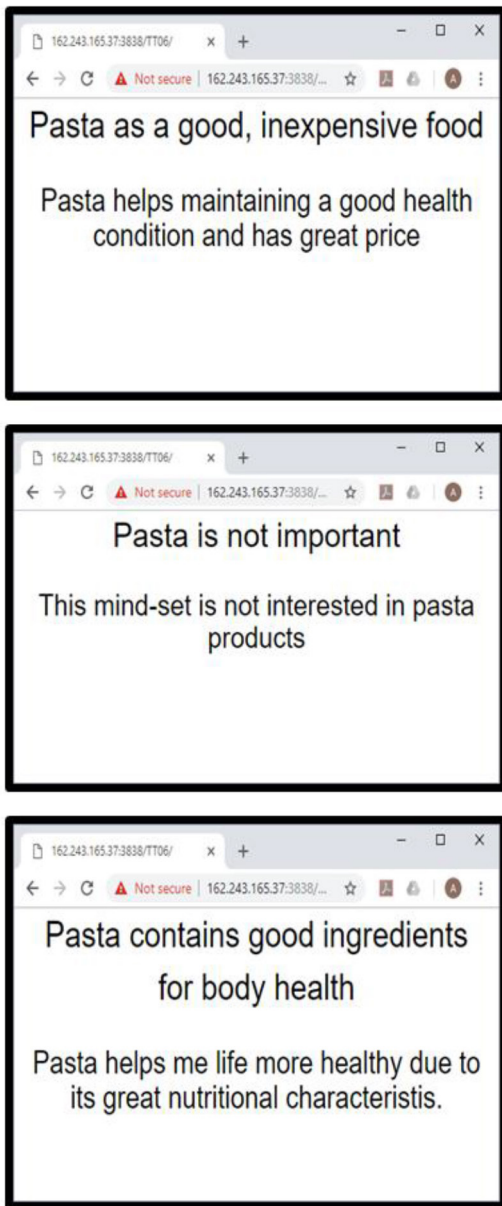 162.243.165.37:3838/TT06/
Not secure | 162.243.165.37:3838/...
A
Pasta as a good, inexpensive food
Pasta helps maintaining a good health
condition and has great price
162.243.165.37:3838/TT06/
Not secure | 162.243.165.37:3838/...
A
Pasta is not important
This mind-set is not interested in pasta
products
162.243.165.37:3838/TT06/
Not secure | 162.243.165.37:3838/...
A
Pasta contains good ingredients
for body health
Pasta helps me life more healthy due to
its great nutritional characteristis.